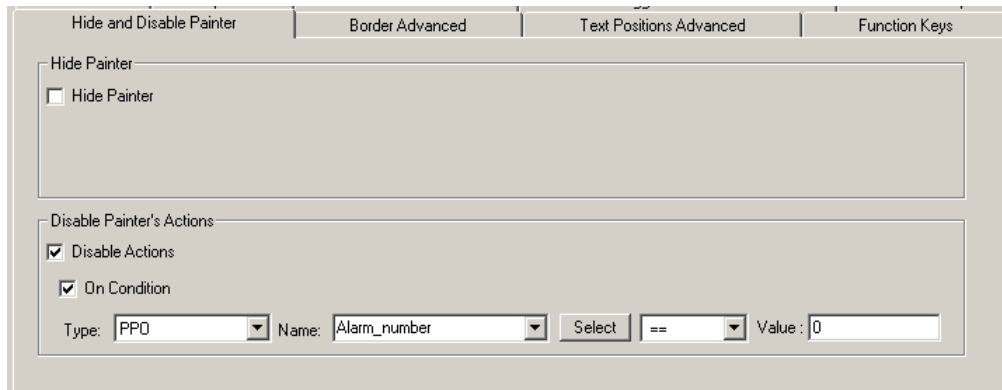 Hide and Disable Painter Border Advanced Text Positions Advanced Function Keys
Hide Painter
Hide Painter
Disable Painter's Actions
Disable Actions
On Condition
Type: PPO Name: Alarm_number Select == Value : 0